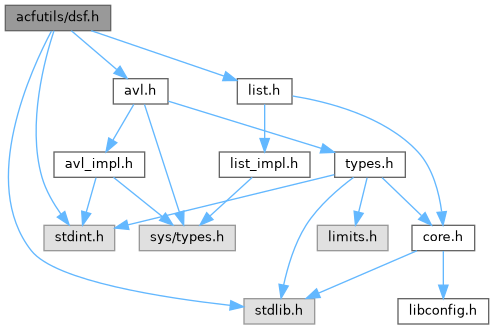 acfutils/dsf.h
avl.h
list.h
avl_impl.h
list_impl.h
types.h
stdint.h
sys/types.h
limits.h
core.h
stdlib.h
libconfig.h